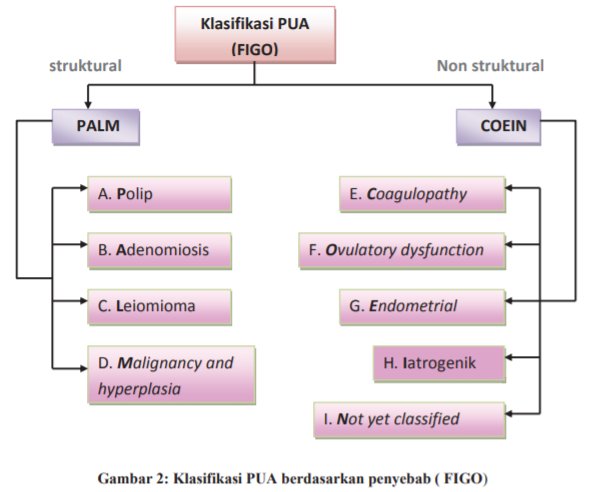 Klasifikasi PUA
(FIGO)
struktural
Non struktural
PALM
COEIN
A. Polip
B. Adenomiosis
C. Leiomioma
D. Malignancy and
hyperplasia
E. Coagulopathy
F. Ovulatory dysfunction
G. Endometrial
H. Iatrogenik
I. Not yet classified
Gambar 2: Klasifikasi PUA berdasarkan penyebab ( FIGO)